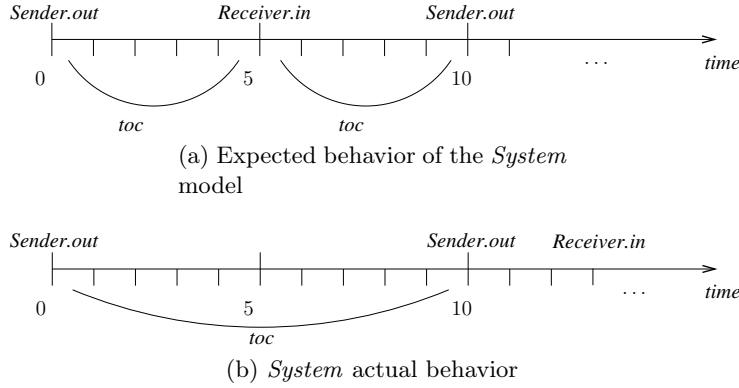 Sender.out Receiver.in Sender.out
0 5 10 ... time
toc toc
(a) Expected behavior of the System
model
Sender.out Sender.out Receiver.in
0 5 10 ... time
toc
(b) System actual behavior